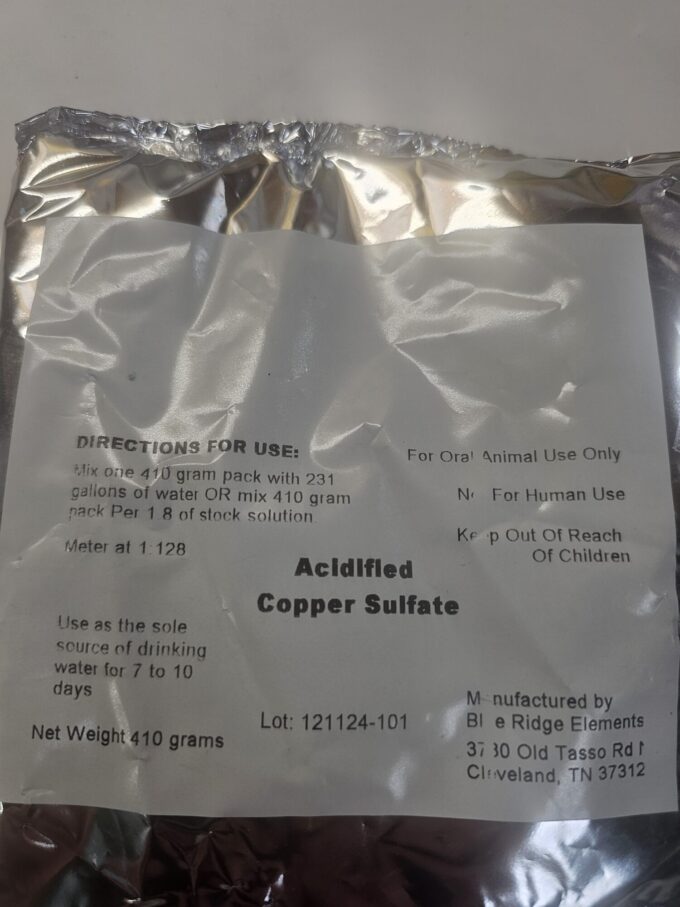 DIRECTIONS FOR USE:
Mix one 410 gram pack with 231
gallons of water OR mix 410 gram
pack Per 1 8 of stock solution
Meter at 1:128
For Oral Animal Use Only
For Human Use
Keep Out Of Reach
Of Children
Acidified
Copper Sulfate
Use as the sole
source of drinking
water for 7 to 10
days
Net Weight 410 grams
Lot: 121124-101
Manufactured by
Blue Ridge Elements
Old Tasso Rd
Cleveland, TN 37312